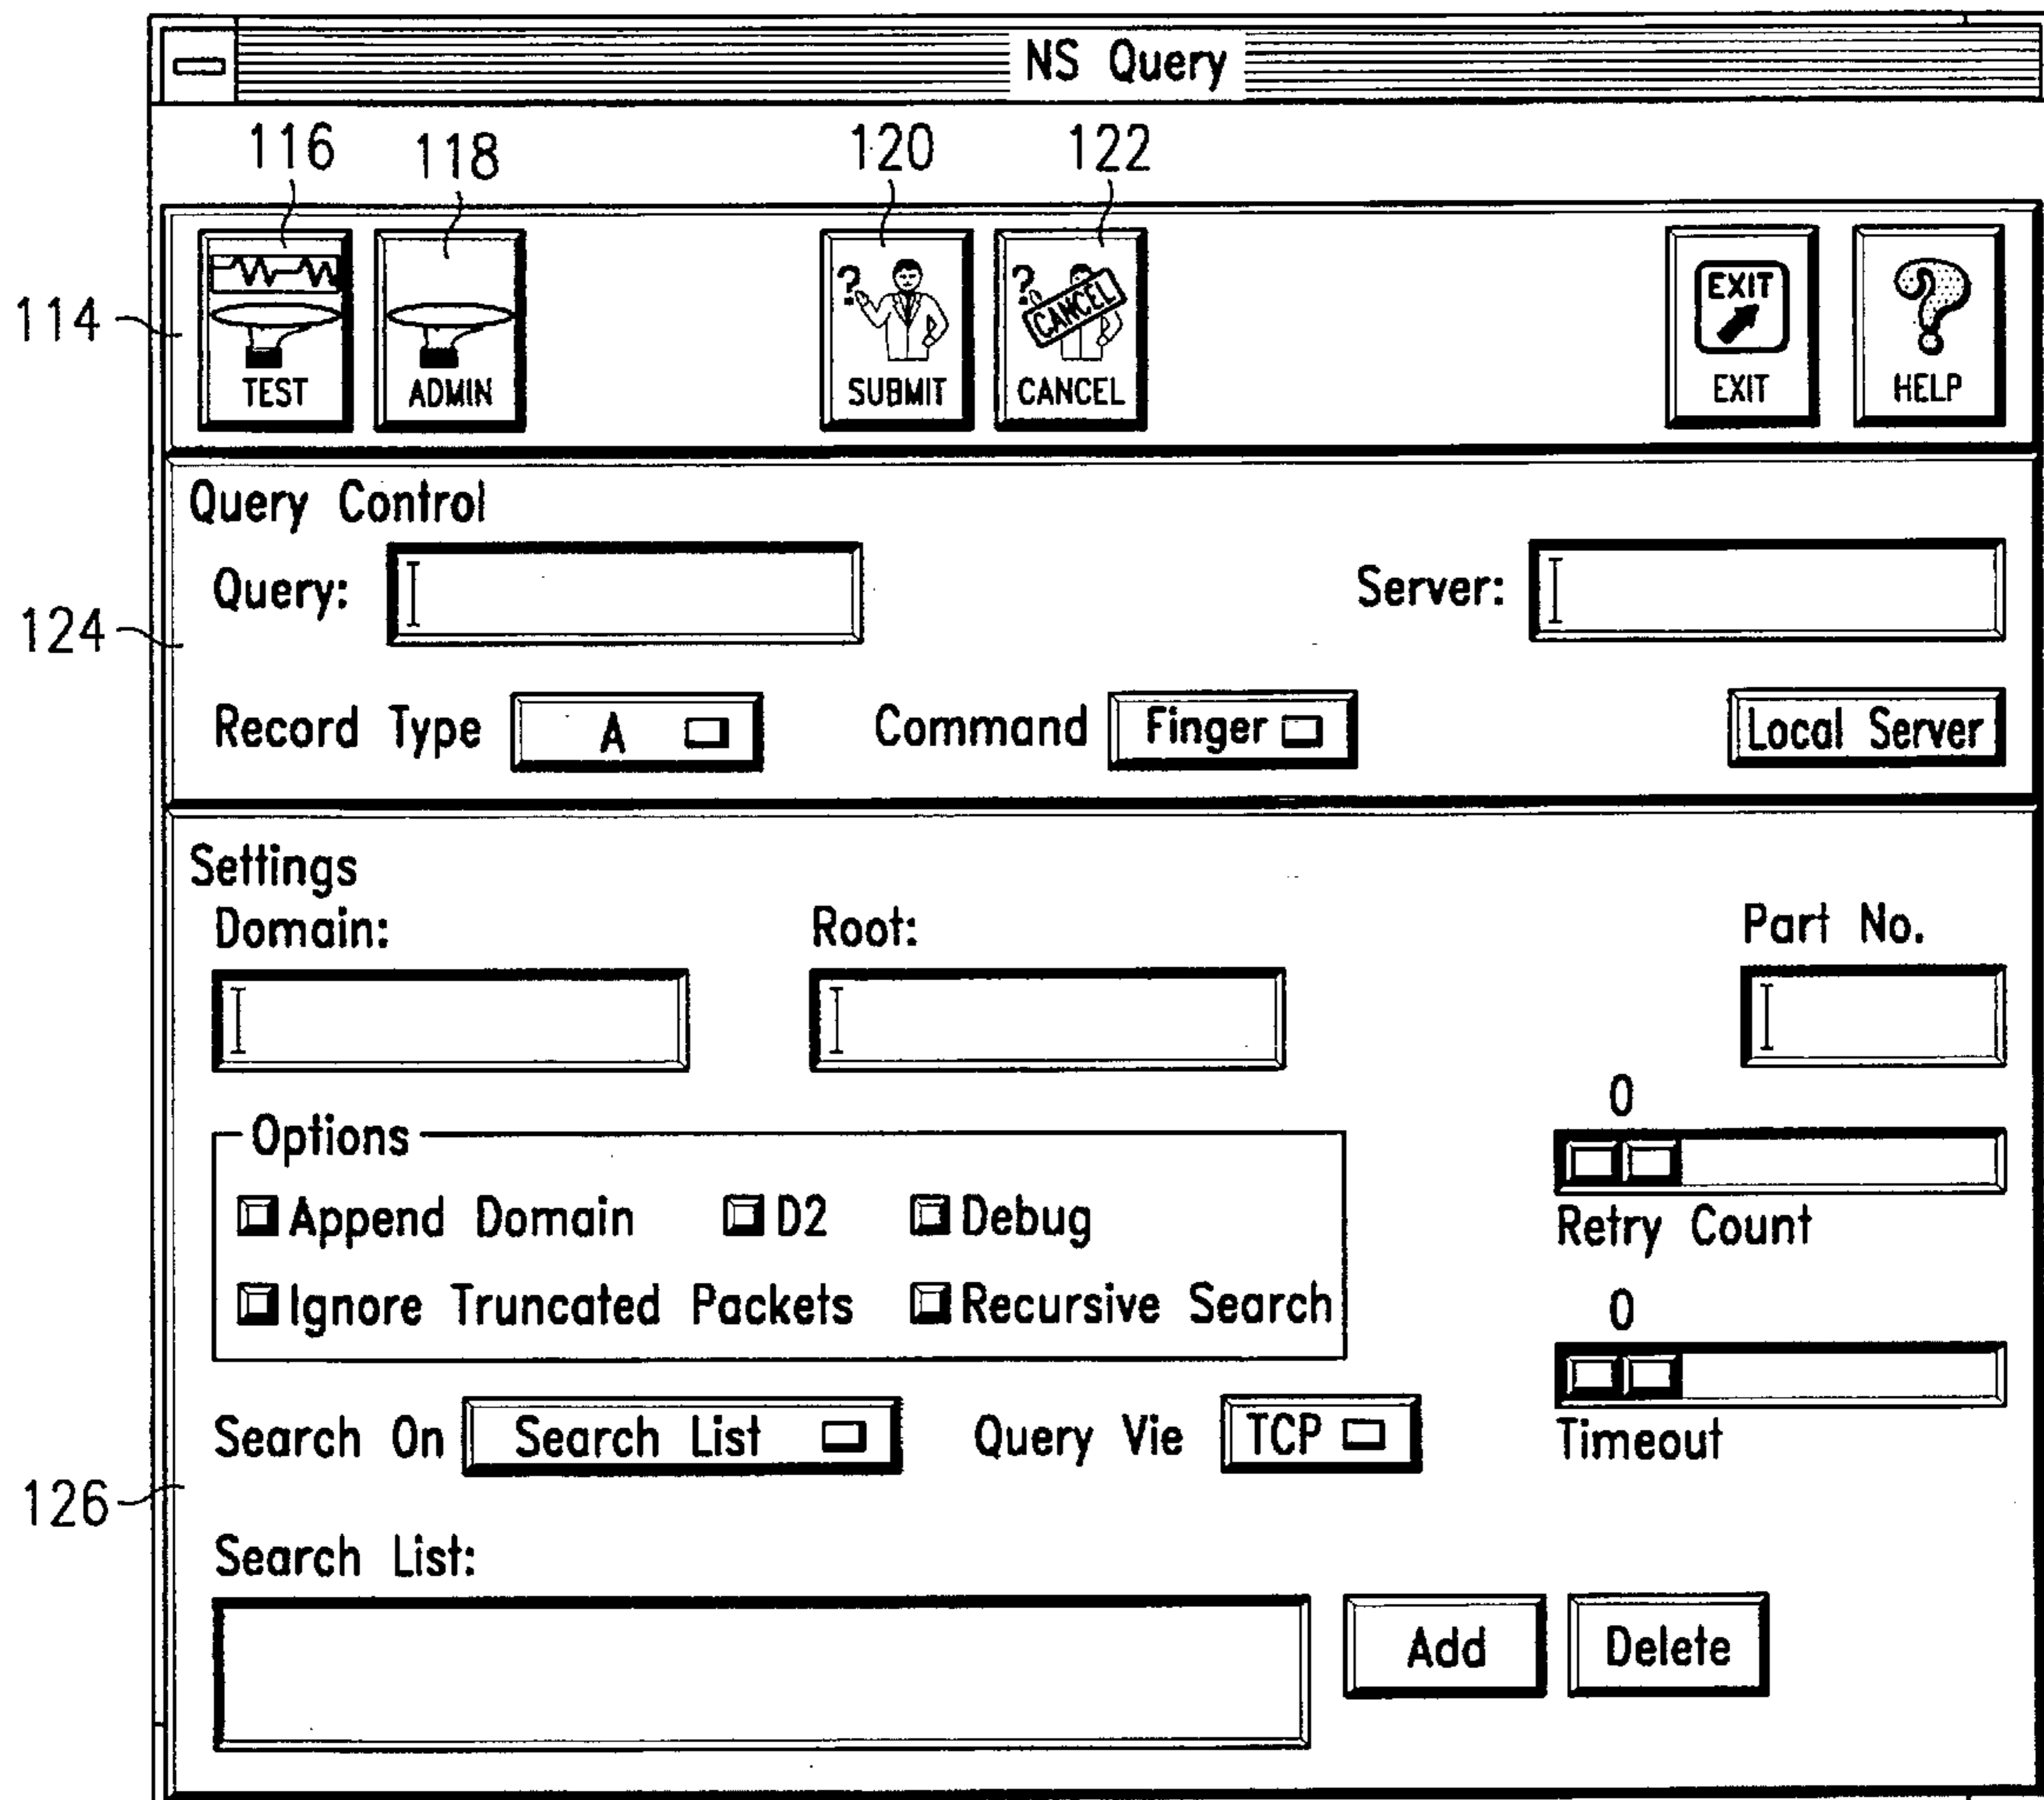 NS Query
116 118 120 122
114
EXIT
CANCEL
TEST ADMIN SUBMIT CANCEL EXIT HELP
Query Control
Query: Server:
124
Record Type A Command Finger Local Server
Settings
Domain: Root: Part No.
0
Options
Append Domain D2 Debug
Retry Count
Ignore Truncated Packets Recursive Search
0
Search On Search List Query Vie TCP
Timeout
126
Search List:
Add Delete